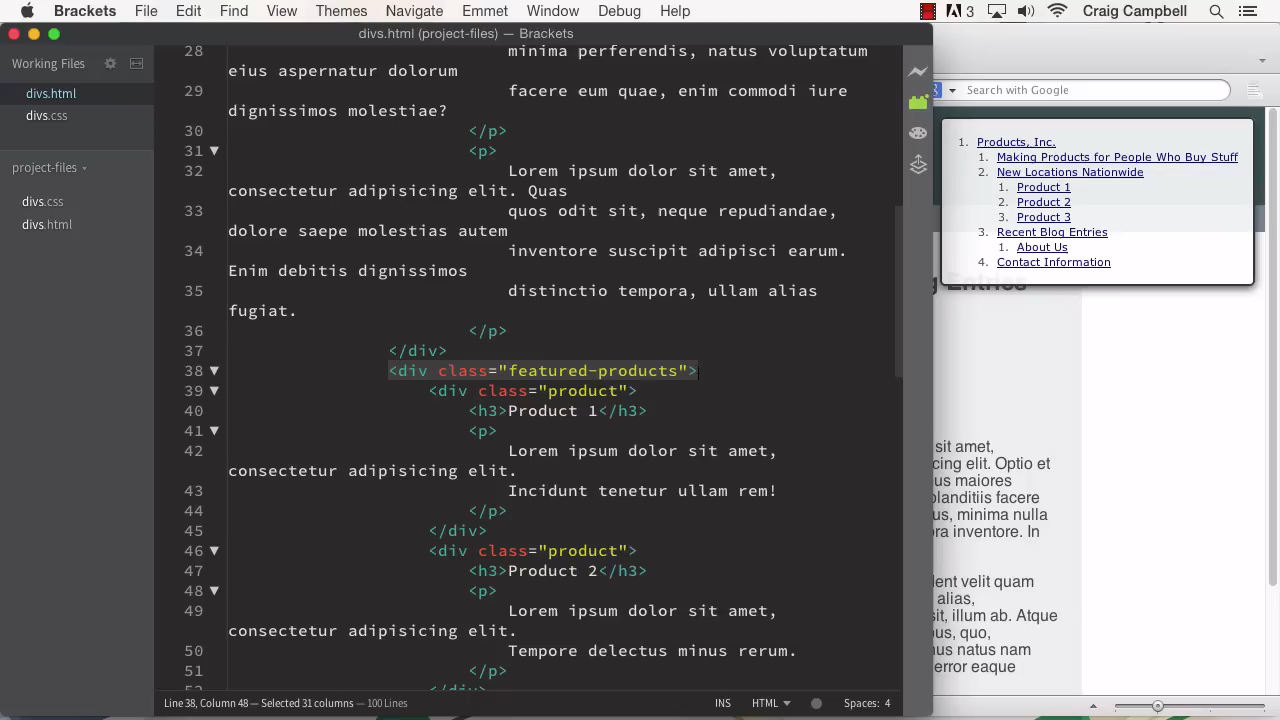 Brackets File Edit Find View Themes Navigate Emmet Window Debug Help 3 Craig Campbell
divs.html (project-files) — Brackets
Working Files
divs.html
divs.css
project-files
divs.css
divs.html
28 minima perferendis, natus voluptatum
eius aspernatur dolorum
29 facere eum quae, enim commodi iure
dignissimos molestiae?
30 </p>
31 <p>
32 Lorem ipsum dolor sit amet,
consectetur adipisicing elit. Quas
33 quos odit sit, neque repudiandae,
dolore saepe molestias autem
34 inventore suscipit adipisci earum.
Enim debitis dignissimos
35 distinctio tempora, ullam alias
fugiat.
36 </p>
37 </div>
38 <div class="featured-products">
39 <div class="product">
40 <h3>Product 1</h3>
41 <p>
42 Lorem ipsum dolor sit amet,
consectetur adipisicing elit.
43 Incidunt tenetur ullam rem!
44 </p>
45 </div>
46 <div class="product">
47 <h3>Product 2</h3>
48 <p>
49 Lorem ipsum dolor sit amet,
consectetur adipisicing elit.
50 Tempore delectus minus rerum.
51 </p>
52 </div>
Line 38, Column 48 — Selected 31 columns — 100 Lines INS HTML Spaces: 4
Search with Google
1. Products, Inc.
1. Making Products for People Who Buy Stuff
2. New Locations Nationwide
1. Product 1
2. Product 2
3. Product 3
3. Recent Blog Entries
1. About Us
4. Contact Information
g Entries
sit amet,
cing elit. Optio et
us maiores
blanditiis facere
us, minima nulla
ora inventore. In
dent velit quam
alias,
sit, illum ab. Atque
ous, quo,
mus natus nam
error eaque